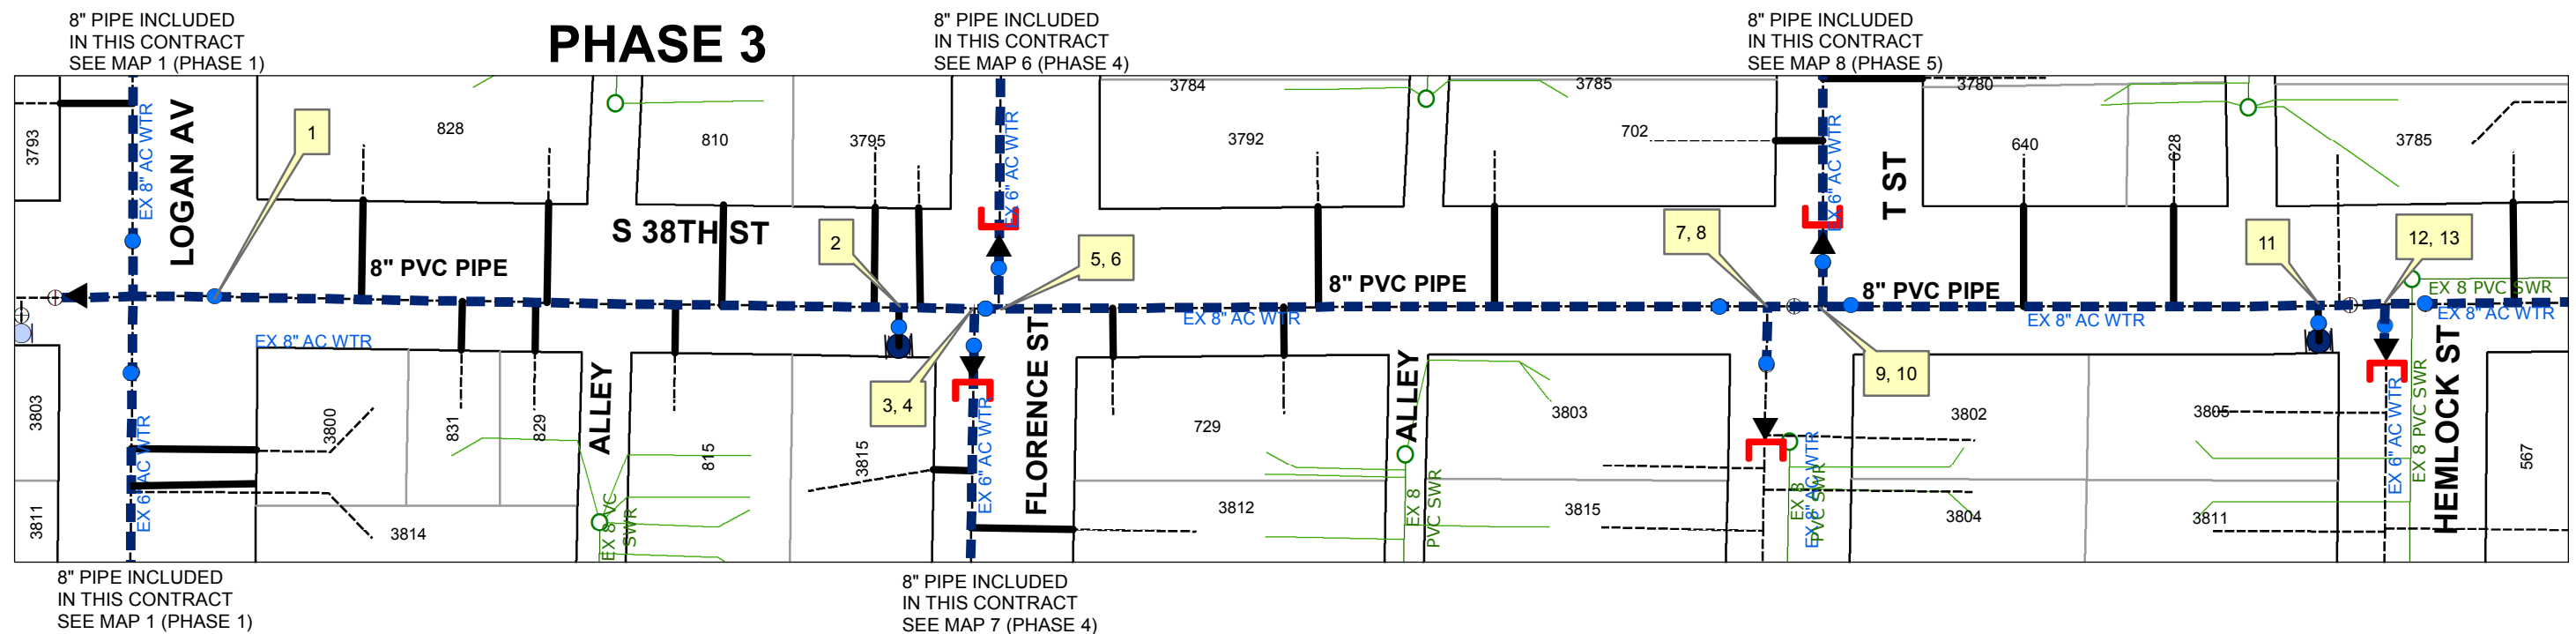 8" PIPE INCLUDED
IN THIS CONTRACT
SEE MAP 1 (PHASE 1)
PHASE 3
8" PIPE INCLUDED
IN THIS CONTRACT
SEE MAP 6 (PHASE 4)
8" PIPE INCLUDED
IN THIS CONTRACT
SEE MAP 8 (PHASE 5)
3793
EX 8" AC WTR
LOGAN AV
1
828
810
3795
EX 6" AC WTR
3784
3792
3785
702
EX 6" AC WTR
T ST
3780
640
628
3785
S 38TH ST
2
5, 6
7, 8
11
12, 13
8" PVC PIPE
8" PVC PIPE
8" PVC PIPE
EX 8 PVC SWR
EX 8" AC WTR
EX 8" AC WTR
EX 8" AC WTR
EX 8" AC WTR
3803
3811
EX 6" AC WTR
3800
831
829
3814
ALLEY
EX 8 VC
SWR
815
3815
3, 4
EX 6" AC WTR
FLORENCE ST
729
3812
ALLEY
EX 8
PVC SWR
3803
3815
9, 10
EX 8
PVC SWR
EX 8" AC WTR
3802
3804
3805
3811
EX 6" AC WTR
EX 8 PVC SWR
HEMLOCK ST
567
8" PIPE INCLUDED
IN THIS CONTRACT
SEE MAP 1 (PHASE 1)
8" PIPE INCLUDED
IN THIS CONTRACT
SEE MAP 7 (PHASE 4)